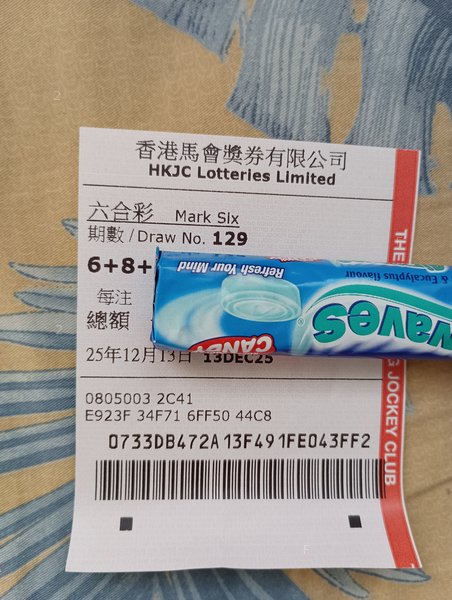 香港馬會獎券有限公司
HKJC Lotteries Limited
六合彩 Mark Six
期數 / Draw No. 129
6+8+
每注
總額
& Eucalyptus flavour
Refresh Your Mind
waves
CANDY
25年12月13日 13DEC25
0805003 2C41
E923F 34F71 6FF50 44C8
0733DB472A13F491FE043FF2
THE
G JOCKEY CLUB